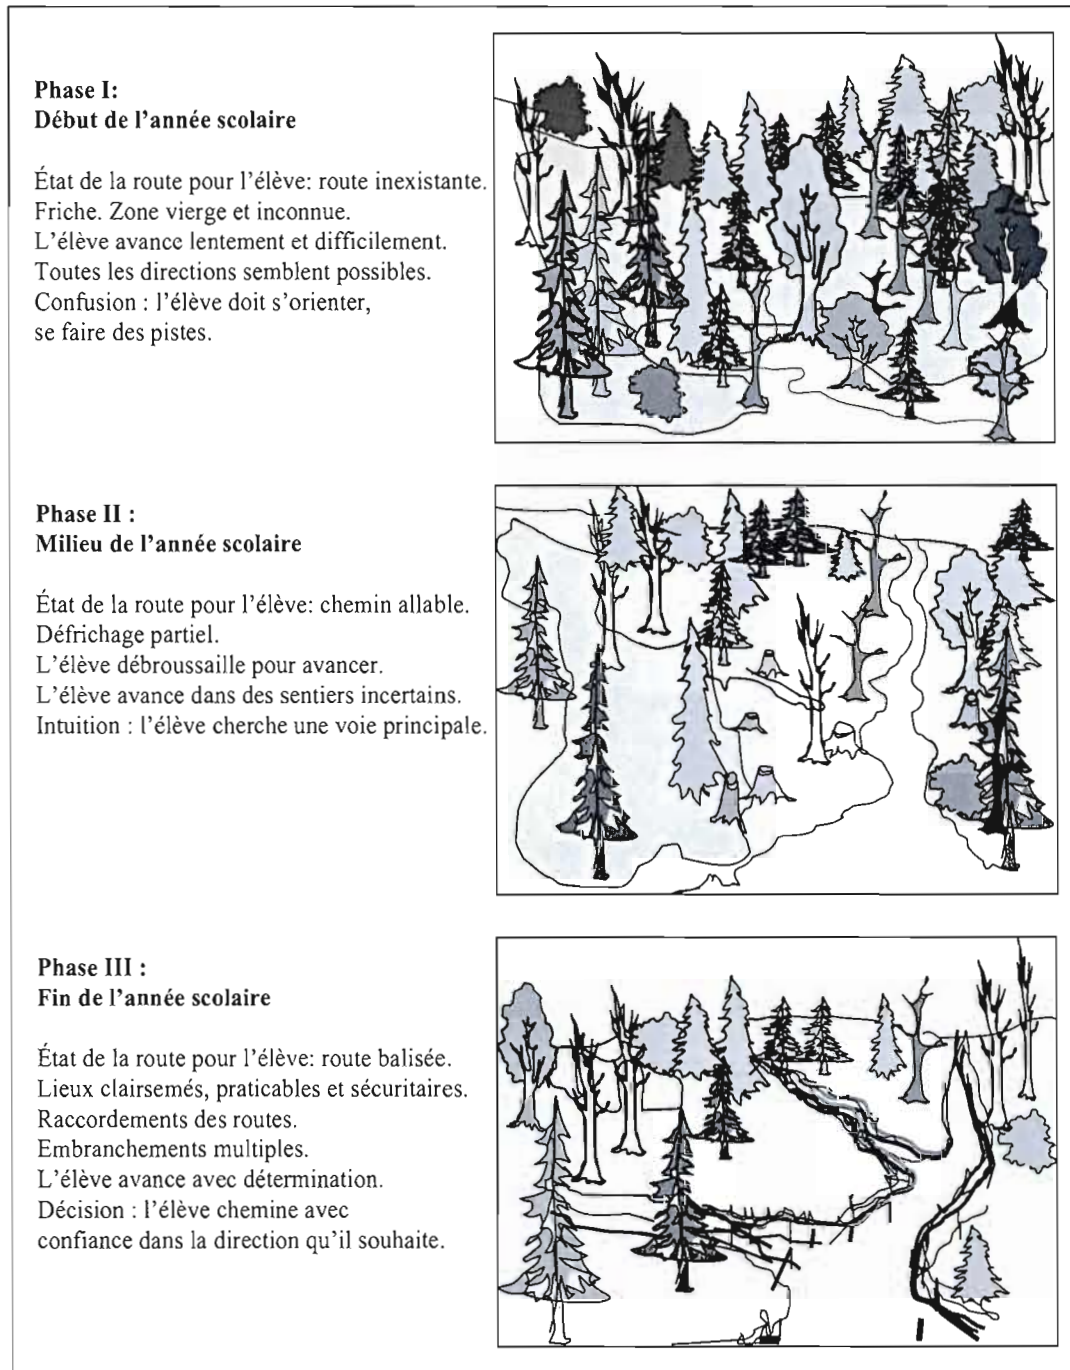 Phase I:
Début de l'année scolaire
État de la route pour l'élève: route inexistante.
Friche. Zone vierge et inconnue.
L'élève avance lentement et difficilement.
Toutes les directions semblent possibles.
Confusion : l'élève doit s'orienter,
se faire des pistes.
Phase II :
Milieu de l'année scolaire
État de la route pour l'élève: chemin allable.
Défrichage partiel.
L'élève débroussaille pour avancer.
L'élève avance dans des sentiers incertains.
Intuition : l'élève cherche une voie principale.
Phase III :
Fin de l'année scolaire
État de la route pour l'élève: route balisée.
Lieux clairsemés, praticables et sécuritaires.
Raccordements des routes.
Embranchements multiples.
L'élève avance avec détermination.
Décision : l'élève chemine avec
confiance dans la direction qu'il souhaite.